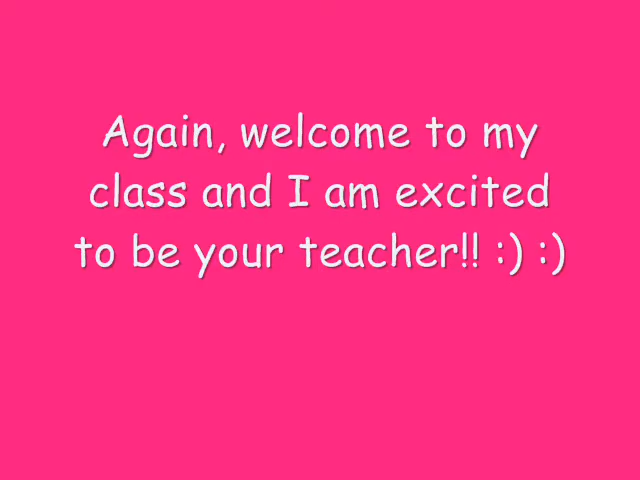 Again, welcome to my
class and I am excited
to be your teacher!! :) :)